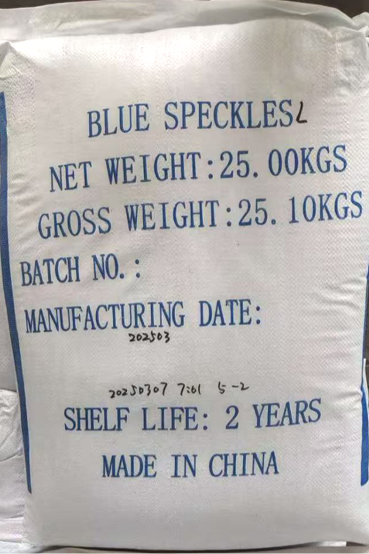 BLUE SPECKLES L
NET WEIGHT:25.00KGS
GROSS WEIGHT:25.10KGS
BATCH NO.:
MANUFACTURING DATE:
202503
20250307 7:01 5-2
SHELF LIFE: 2 YEARS
MADE IN CHINA